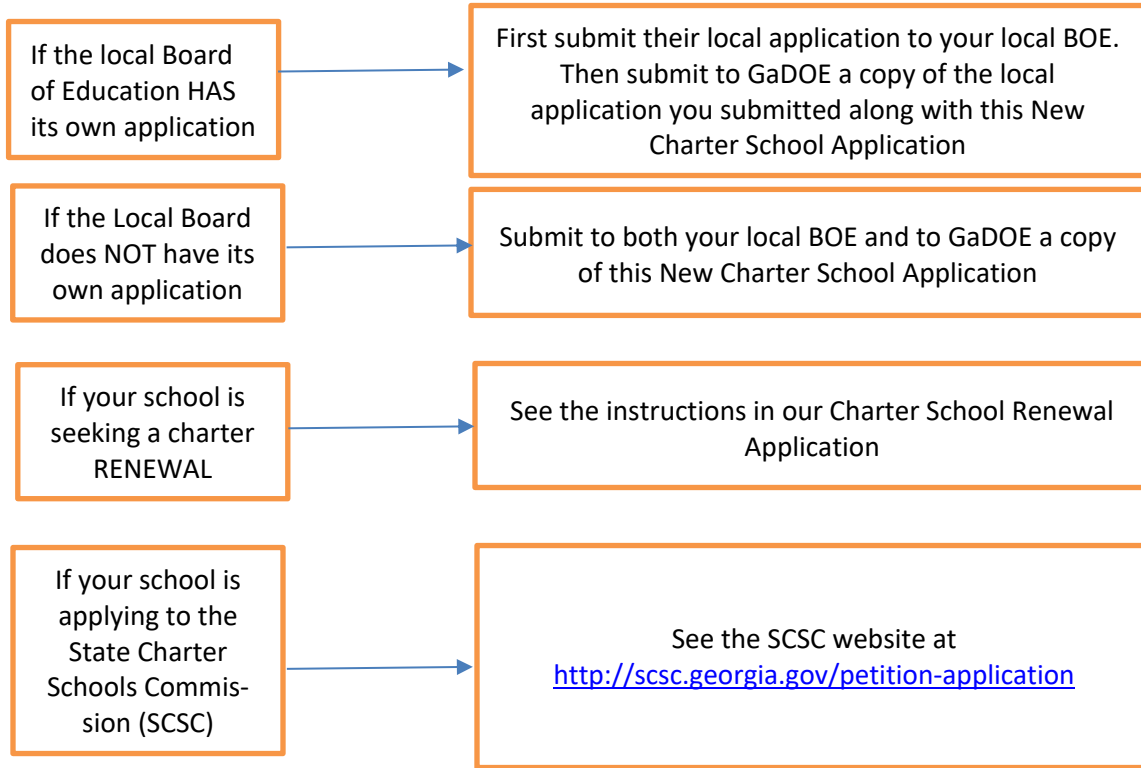 If the local Board
of Education HAS
its own application
First submit their local application to your local BOE.
Then submit to GaDOE a copy of the local
application you submitted along with this New
Charter School Application
If the Local Board
does NOT have its
own application
Submit to both your local BOE and to GaDOE a copy
of this New Charter School Application
If your school is
seeking a charter
RENEWAL
See the instructions in our Charter School Renewal
Application
If your school is
applying to the
State Charter
Schools Commis-
sion (SCSC)
See the SCSC website at
http://scsc.georgia.gov/petition-application